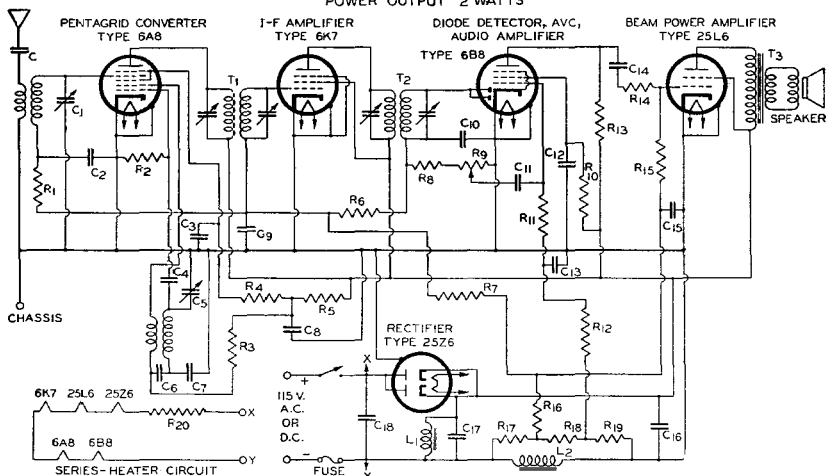 POWER OUTPUT 2 WATTS
PENTAGRID CONVERTER
TYPE 6A8
I-F AMPLIFIER
TYPE 6K7
DIODE DETECTOR, AVC,
AUDIO AMPLIFIER
TYPE 6B8
BEAM POWER AMPLIFIER
TYPE 25L6
C
C1
T1
T2
T3
C14
R14
R13
SPEAKER
C10
C12
R10
R15
C2
R2
R1
R8
R9
C11
R11
R6
C3
C9
C13
C15
C4
C5
R4
R5
R7
CHASSIS
R3
C8
RECTIFIER
TYPE 25Z6
R12
C6
C7
6K7 25L6 25Z6
R20
X
6A8 6B8
Y
SERIES-HEATER CIRCUIT
+
115 V.
A.C.
OR
D.C.
-
FUSE
X
C18
X
L1
C17
R16
R17
R18
R19
L2
C16